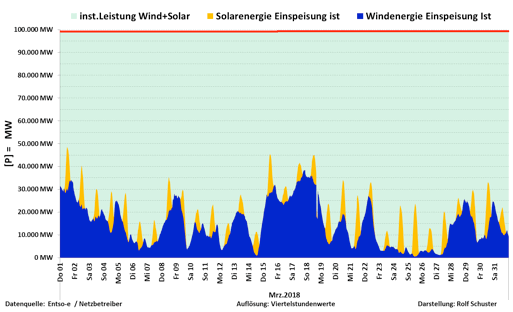 inst.Leistung Wind+Solar Solarenergie Einspeisung ist Windenergie Einspeisung Ist
100.000 MW
90.000 MW
80.000 MW
70.000 MW
60.000 MW
50.000 MW
40.000 MW
30.000 MW
20.000 MW
10.000 MW
0 MW
[P] = MW
Do 01 Fr 02 Sa 03 So 04 Mo 05 Di 06 Mi 07 Do 08 Fr 09 Sa 10 So 11 Mo 12 Di 13 Mi 14 Do 15 Fr 16 Sa 17 So 18 Mo 19 Di 20 Mi 21 Do 22 Fr 23 Sa 24 So 25 Mo 26 Di 27 Mi 28 Do 29 Fr 30 Sa 31
Mrz.2018
Datenquelle: Entso-e / Netzbetreiber Auflösung: Viertelstundenwerte Darstellung: Rolf Schuster